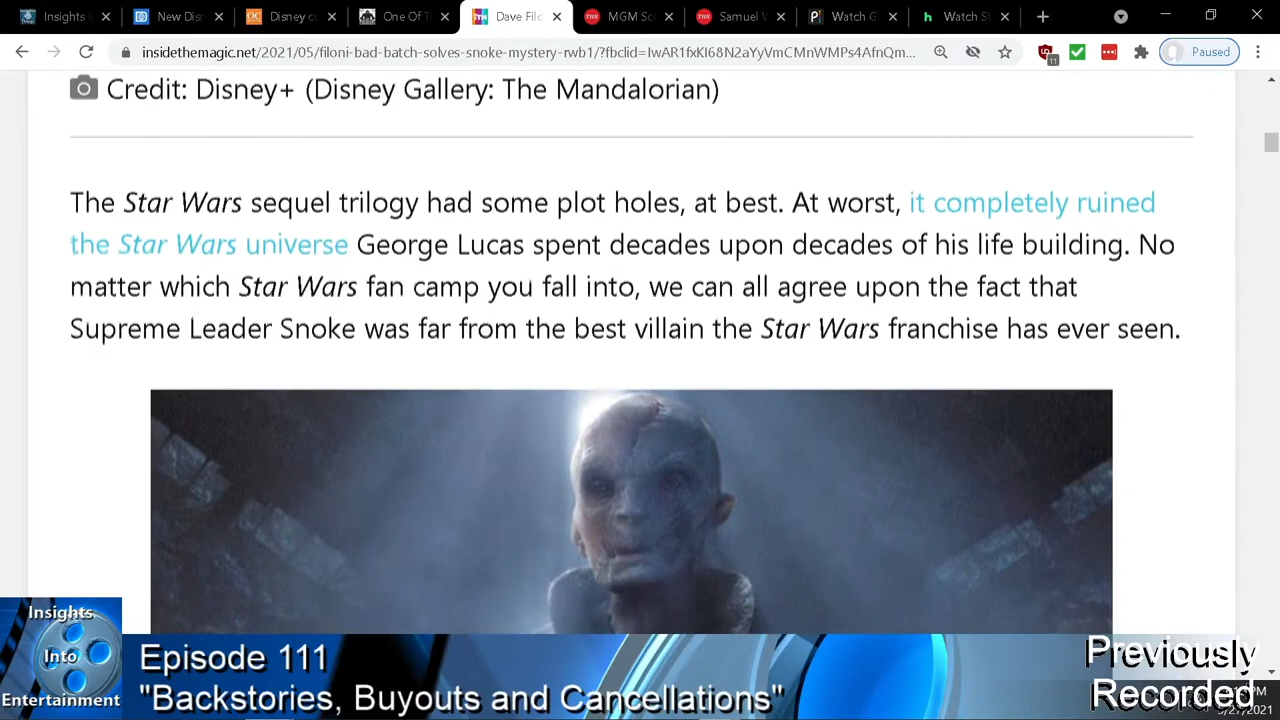 Insights I
New Disn
Disney co
One Of T
Dave Filo
MGM Sc
Samuel V
Watch G
Watch St
insidethemagic.net/2021/05/filoni-bad-batch-solves-snoke-mystery-rwb1/?fbclid=IwAR1fxKI68N2aYyVmCMnWMPs4AfnQm...
11
Paused
Credit: Disney+ (Disney Gallery: The Mandalorian)
The Star Wars sequel trilogy had some plot holes, at best. At worst, it completely ruined
the Star Wars universe George Lucas spent decades upon decades of his life building. No
matter which Star Wars fan camp you fall into, we can all agree upon the fact that
Supreme Leader Snoke was far from the best villain the Star Wars franchise has ever seen.
Insights
Into
Entertainment
Episode 111
"Backstories, Buyouts and Cancellations"
Previously
Recorded